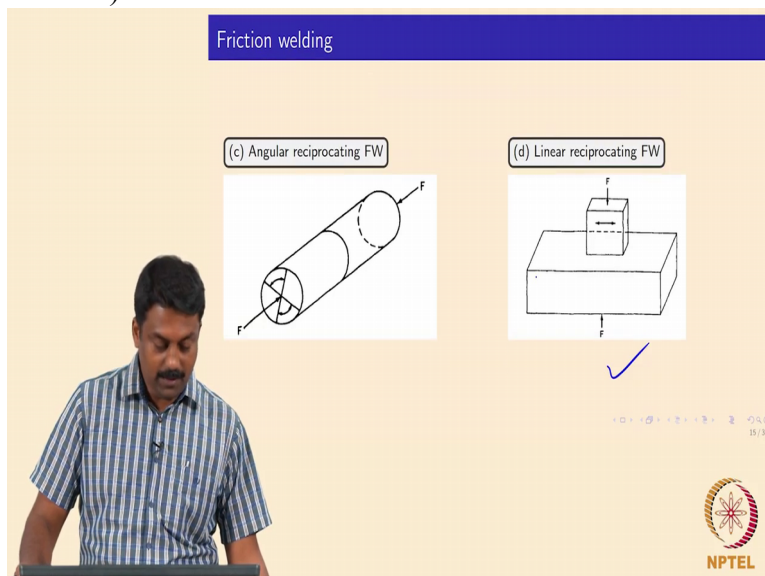 Friction welding
(c) Angular reciprocating FW
(d) Linear reciprocating FW
F
F
F
F
NPTEL